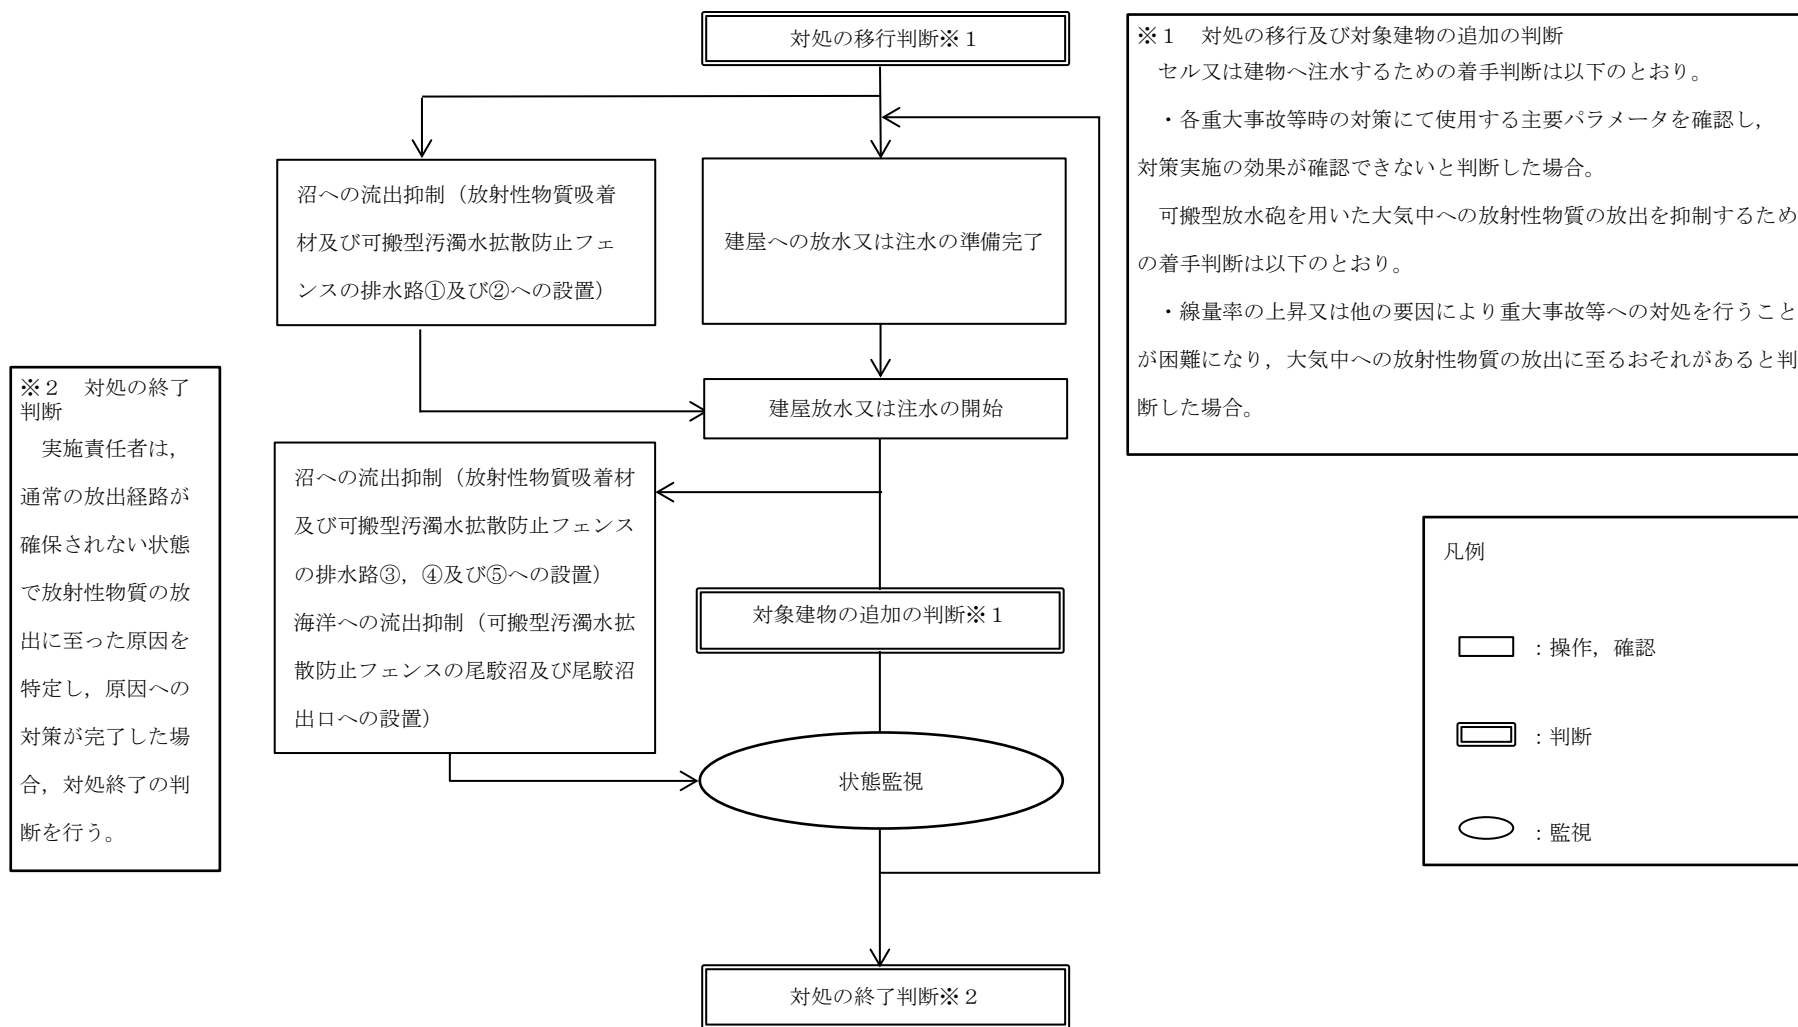 対処の移行判断※１
※１　対処の移行及び対象建物の追加の判断
セル又は建物へ注水するための着手判断は以下のとおり。
・各重大事故等時の対策にて使用する主要パラメータを確認し，
対策実施の効果が確認できないと判断した場合。
可搬型放水砲を用いた大気中への放射性物質の放出を抑制するため
の着手判断は以下のとおり。
・線量率の上昇又は他の要因により重大事故等への対処を行うこと
が困難になり，大気中への放射性物質の放出に至るおそれがあると判
断した場合。
沼への流出抑制（放射性物質吸着
材及び可搬型汚濁水拡散防止フェ
ンスの排水路①及び②への設置）
建屋への放水又は注水の準備完了
建屋放水又は注水の開始
※２　対処の終了
判断
実施責任者は，
通常の放出経路が
確保されない状態
で放射性物質の放
出に至った原因を
特定し，原因への
対策が完了した場
合，対処終了の判
断を行う。
沼への流出抑制（放射性物質吸着材
及び可搬型汚濁水拡散防止フェンス
の排水路③，④及び⑤への設置）
海洋への流出抑制（可搬型汚濁水拡
散防止フェンスの尾駮沼及び尾駮沼
出口への設置）
対象建物の追加の判断※１
状態監視
対処の終了判断※２
凡例
：操作，確認
：判断
：監視